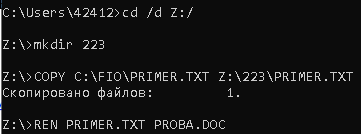 C:\Users\42412>cd /d Z:/
Z:\>mkdir 223
Z:\>COPY C:\FIO\PRIMER.TXT Z:\223\PRIMER.TXT
Скопировано файлов:         1.
Z:\>REN PRIMER.TXT PROBA.DOC